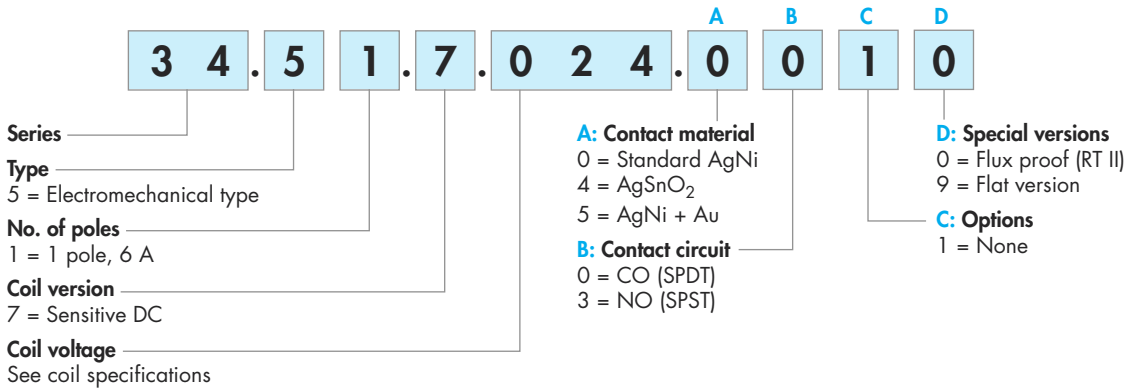 A B C D
3 4 . 5 1 . 7 . 0 2 4 . 0 0 1 0
Series
Type
5 = Electromechanical type
No. of poles
1 = 1 pole, 6 A
Coil version
7 = Sensitive DC
Coil voltage
See coil specifications
A: Contact material
0 = Standard AgNi
4 = AgSnO₂
5 = AgNi + Au
B: Contact circuit
0 = CO (SPDT)
3 = NO (SPST)
D: Special versions
0 = Flux proof (RT II)
9 = Flat version
C: Options
1 = None